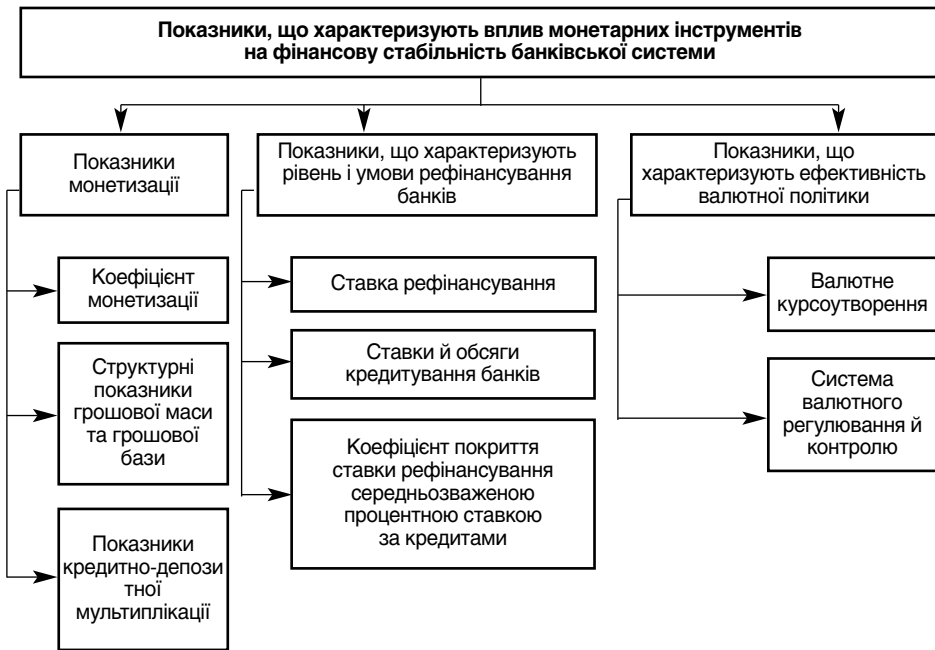 Показники, що характеризують вплив монетарних інструментів
на фінансову стабільність банківської системи
Показники
монетизації
Показники, що характеризують
рівень і умови рефінансування
банків
Показники, що
характеризують ефективність
валютної політики
Коефіцієнт
монетизації
Структурні
показники
грошової маси
та грошової
бази
Показники
кредитно-депози
тної
мультиплікації
Ставка рефінансування
Ставки й обсяги
кредитування банків
Коефіцієнт покриття
ставки рефінансування
середньозваженою
процентною ставкою
за кредитами
Валютне
курсоутворення
Система
валютного
регулювання й
контролю